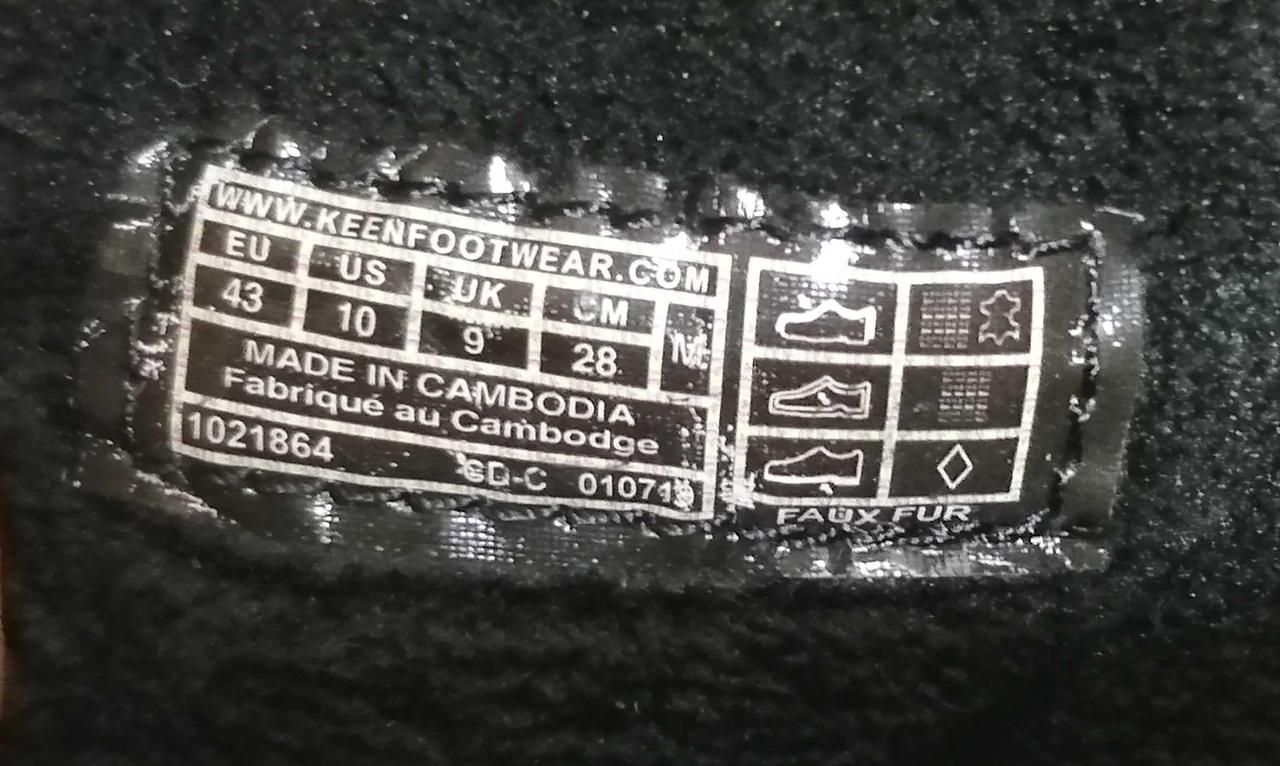 WWW.KEENFOOTWEAR.COM
EU US UK CM M
43 10 9 28
MADE IN CAMBODIA
Fabriqué au Cambodge
1021864
FAUX FUR